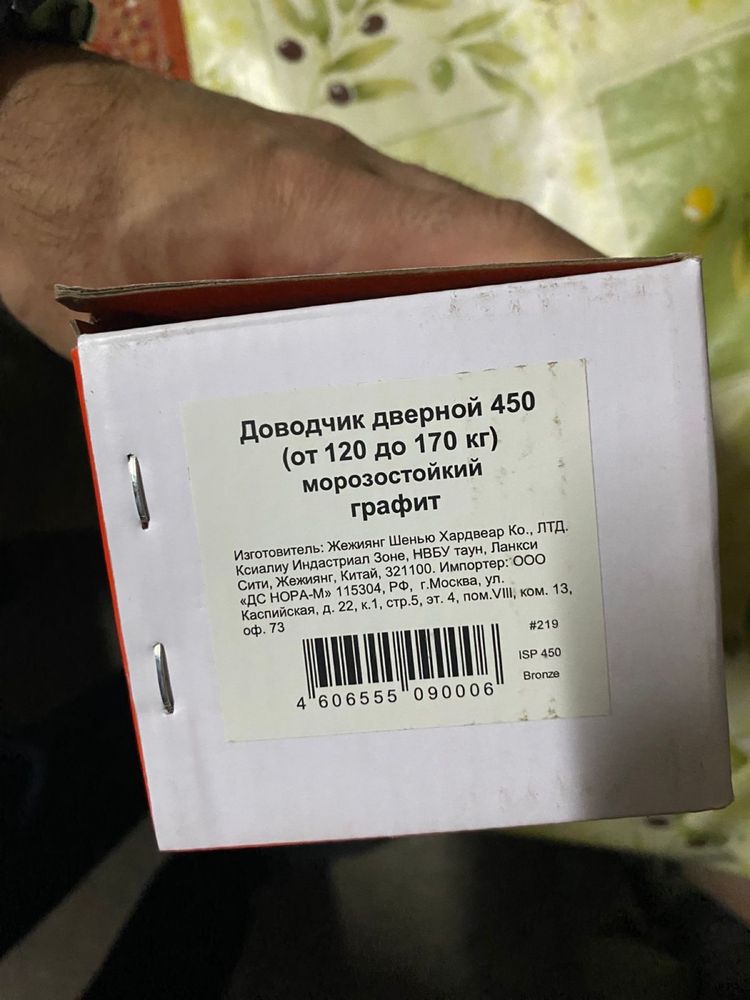 Доводчик дверной 450
(от 120 до 170 кг)
морозостойкий
графит
Изготовитель: Жежиянг Шенью Хардвеар Ко., ЛТД.
Ксиалиу Индастриал Зоне, НВБУ таун, Ланкси
Сити, Жежиянг, Китай, 321100. Импортер: ООО
«ДС НОРА-М» 115304, РФ, г.Москва, ул.
Каспийская, д. 22, к.1, стр.5, эт. 4, пом.VIII, ком. 13,
оф. 73
#219
ISP 450
Bronze
4 606555 090006